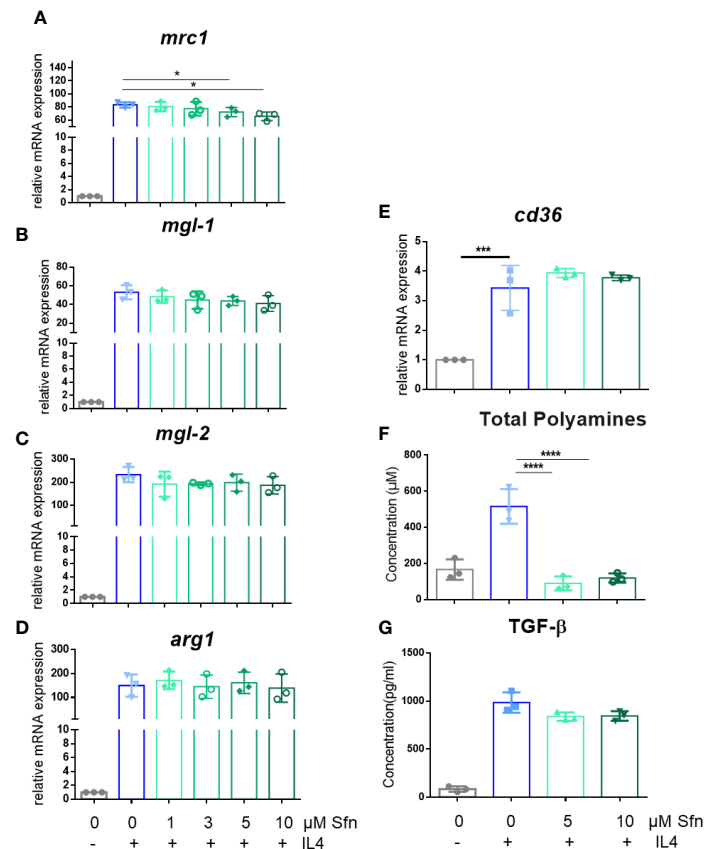 A
mrc1
relative mRNA expression
140
120
100
80
60
10
8
6
4
2
0
*
*
B
mgl-1
relative mRNA expression
80
60
40
20
10
8
6
4
2
0
C
mgl-2
relative mRNA expression
300
200
100
10
8
6
4
2
0
D
arg1
relative mRNA expression
300
200
100
10
8
6
4
2
0
0 0 1 3 5 10 µM Sfn
- + + + + + IL4
E
cd36
relative mRNA expression
5
4
3
2
1
0
***
Total Polyamines
F
Concentration (µM)
800
600
400
200
0
****
****
G
TGF-β
Concentration(pg/ml)
1500
1000
500
0
0 0 5 10 µM Sfn
- + + + IL4